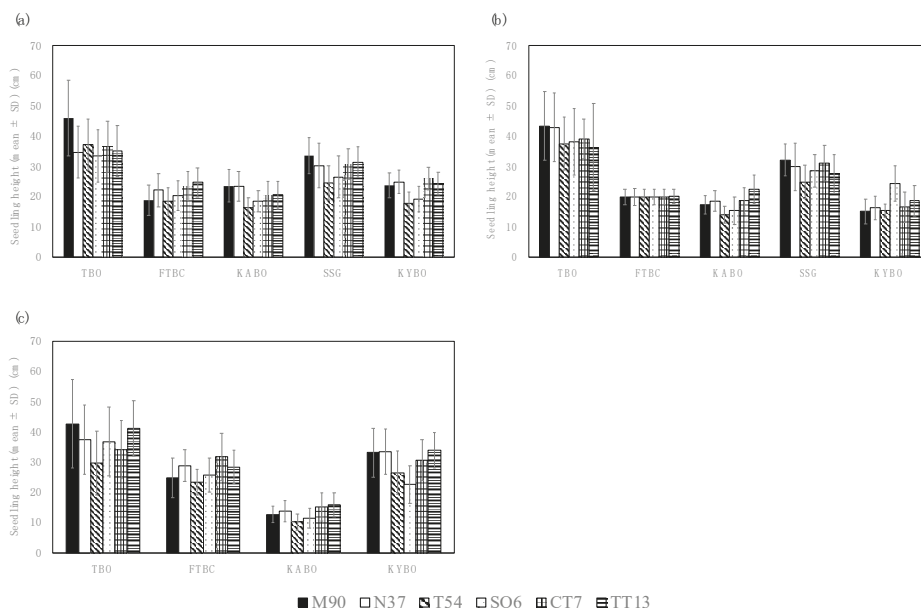 (a)
70
60
50
40
30
20
10
0
Seedling height (mean ± SD) (cm)
TBO FTBC KABO SSG KYBO
(b)
70
60
50
40
30
20
10
0
Seedling height (mean ± SD) (cm)
TBO FTBC KABO SSG KYBO
(c)
70
60
50
40
30
20
10
0
Seedling height (mean ± SD) (cm)
TBO FTBC KABO KYBO
M90 N37 T54 SO6 CT7 TT13